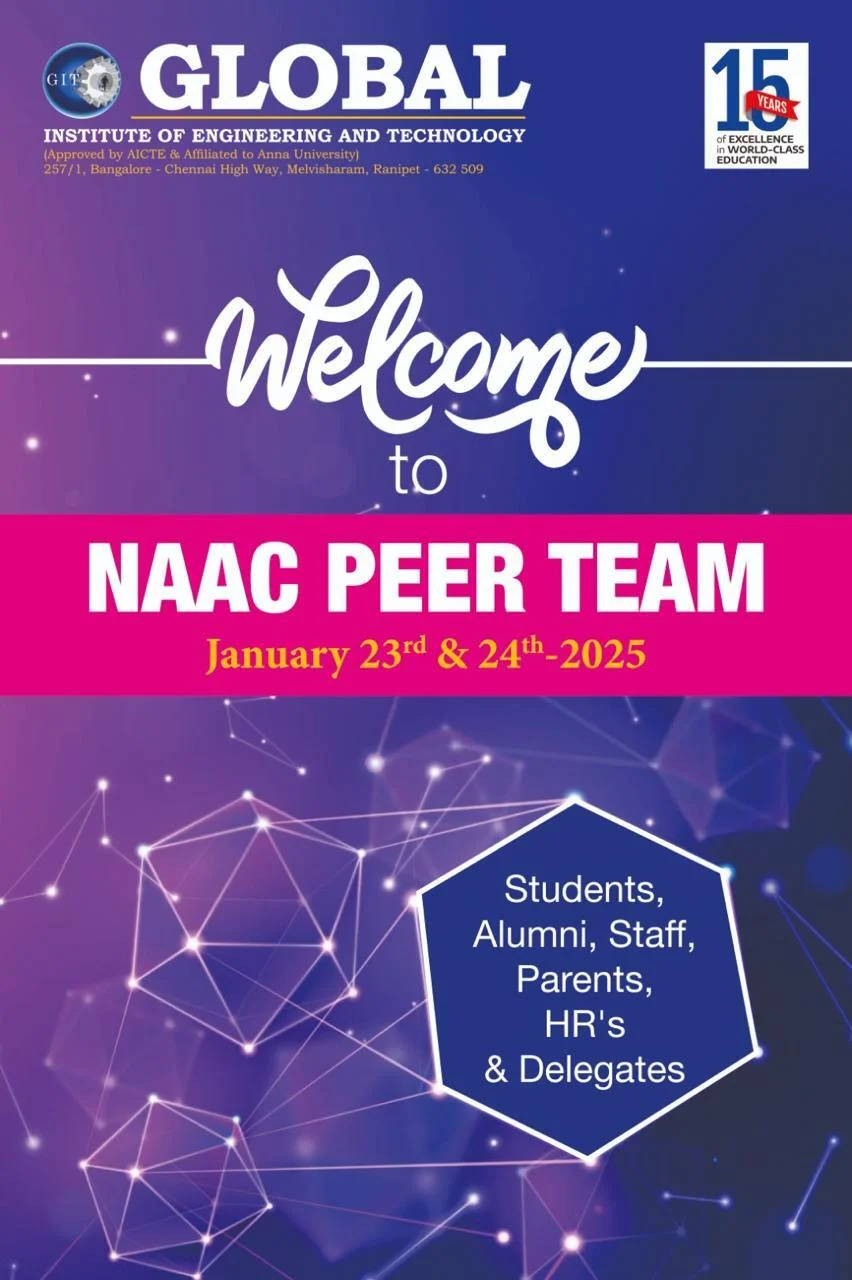 GIT
GLOBAL
INSTITUTE OF ENGINEERING AND TECHNOLOGY
(Approved by AICTE & Affiliated to Anna University)
257/1, Bangalore - Chennai High Way, Melvisharam, Ranipet - 632 509
15
YEARS
of EXCELLENCE
in WORLD-CLASS
EDUCATION
Welcome
to
NAAC PEER TEAM
January 23rd & 24th-2025
Students,
Alumni, Staff,
Parents,
HR's
& Delegates